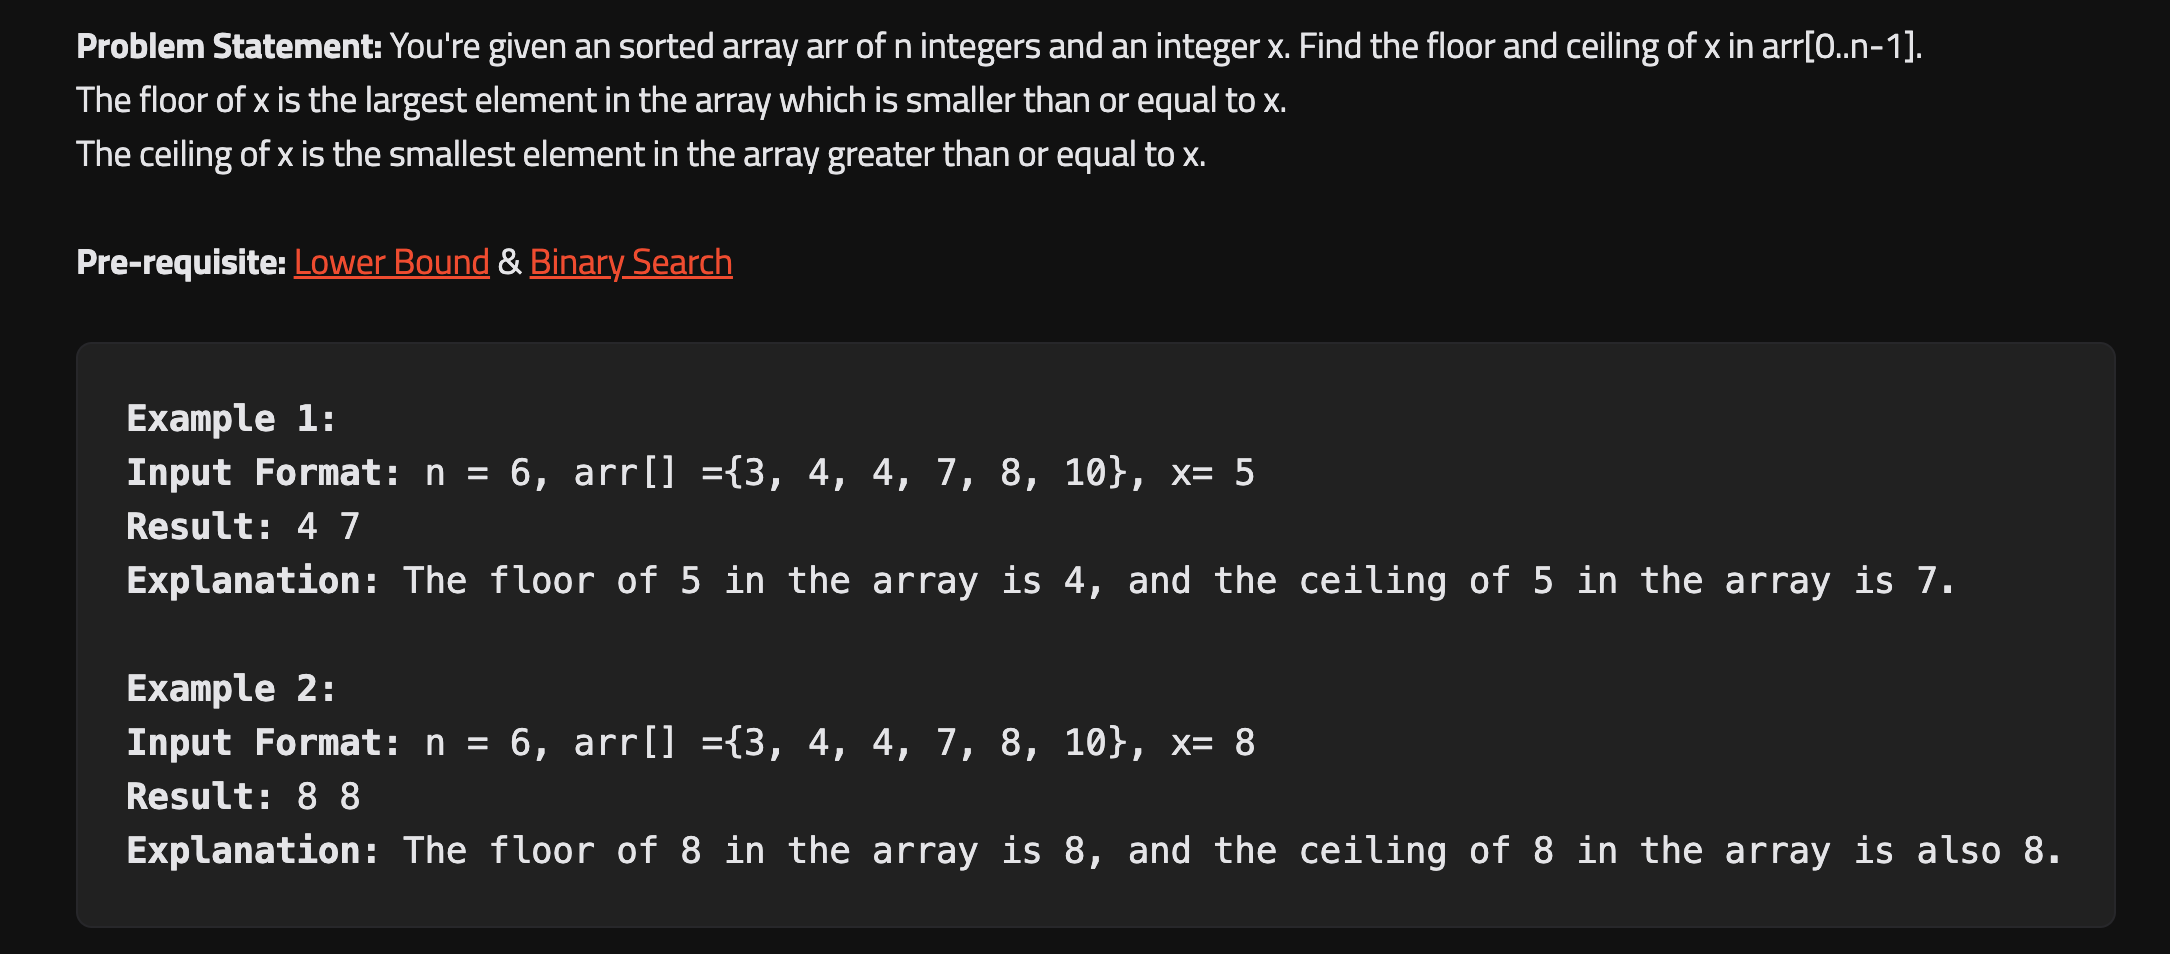 Problem Statement: You're given an sorted array arr of n integers and an integer x. Find the floor and ceiling of x in arr[0..n-1].
The floor of x is the largest element in the array which is smaller than or equal to x.
The ceiling of x is the smallest element in the array greater than or equal to x.
Pre-requisite: Lower Bound & Binary Search
Example 1:
Input Format: n = 6, arr[] ={3, 4, 4, 7, 8, 10}, x= 5
Result: 4 7
Explanation: The floor of 5 in the array is 4, and the ceiling of 5 in the array is 7.
Example 2:
Input Format: n = 6, arr[] ={3, 4, 4, 7, 8, 10}, x= 8
Result: 8 8
Explanation: The floor of 8 in the array is 8, and the ceiling of 8 in the array is also 8.